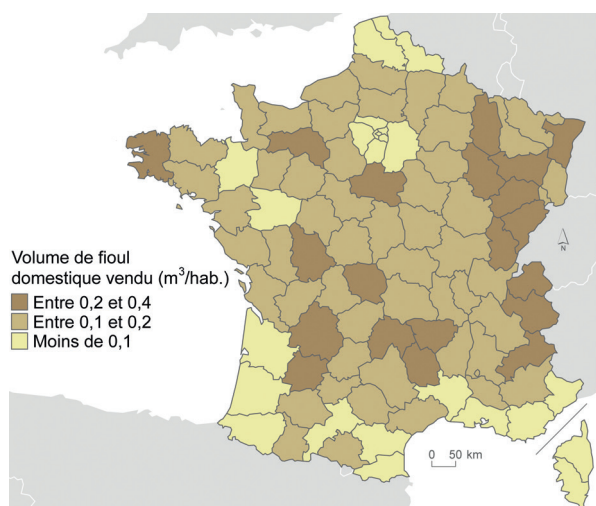 Volume de fioul
domestique vendu (m³/hab.)
Entre 0,2 et 0,4
Entre 0,1 et 0,2
Moins de 0,1
N
0 50 km